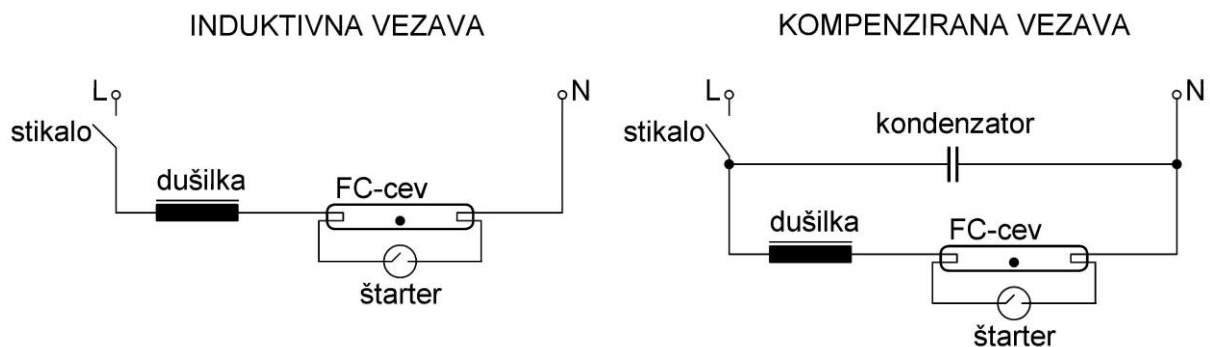 INDUKTIVNA VEZAVA
L
N
stikalo
dušilka
FC-cev
štarter
KOMPENZIRANA VEZAVA
L
N
stikalo
kondenzator
dušilka
FC-cev
štarter